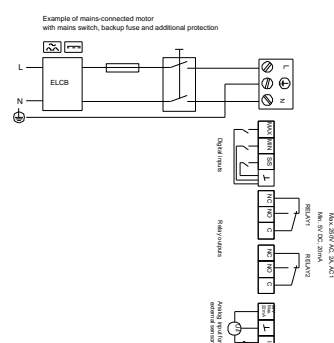 Example of mains-connected motor
with mains switch, backup fuse and additional protection
L
ELCB
N
L
N
MAX
MIN
S/S
Digital inputs
NC
NO
C
RELAY1
Relay outputs
NC
NO
C
RELAY2
Max. 250V AC, 2A, AC1
Min. 5V DC, 20mA
Analog input for
external sensor